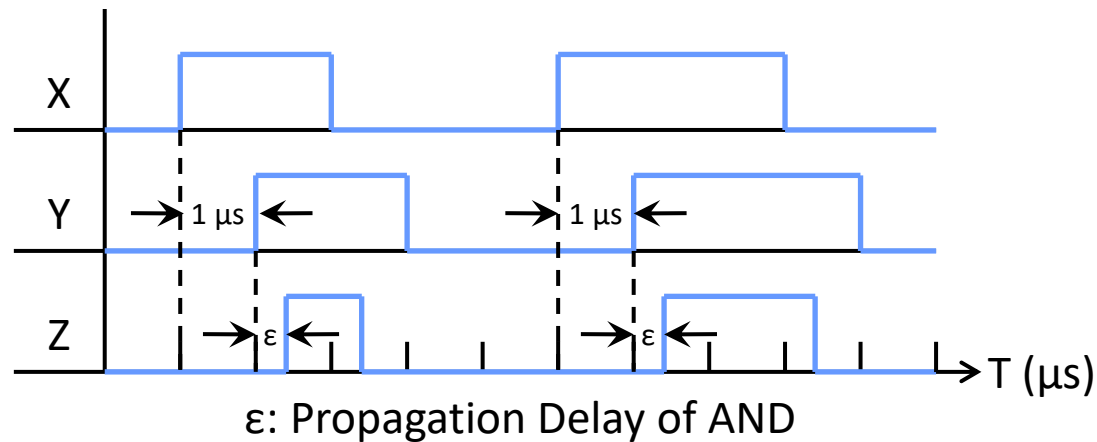 X
Y
1 μs
1 μs
Z
ε
ε
T (μs)
ε: Propagation Delay of AND